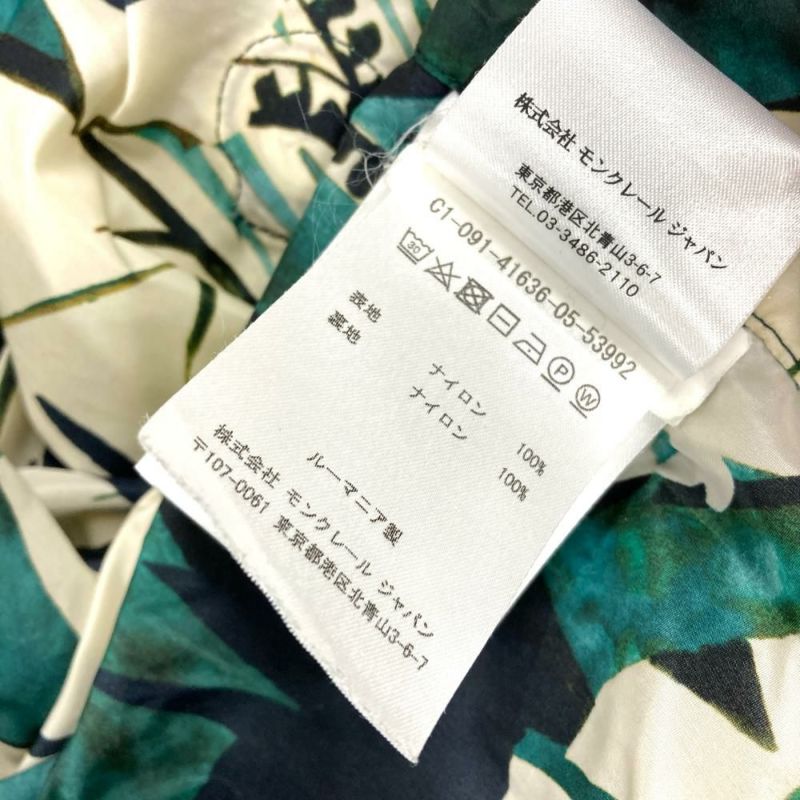 株式会社 モンクレール ジャパン
東京都港区北青山3-6-7
TEL.03-3486-2110
C1-091-41636-05-53992
30
P
W
表地 ナイロン 100%
裏地 ナイロン 100%
ルーマニア製
株式会社 モンクレール ジャパン
〒107-0061 東京都港区北青山3-6-7